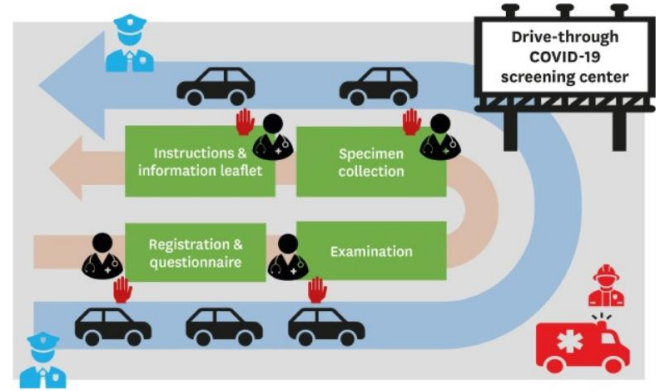 Drive-through
COVID-19
screening center
Instructions &
information leaflet
Specimen
collection
Registration &
questionnaire
Examination